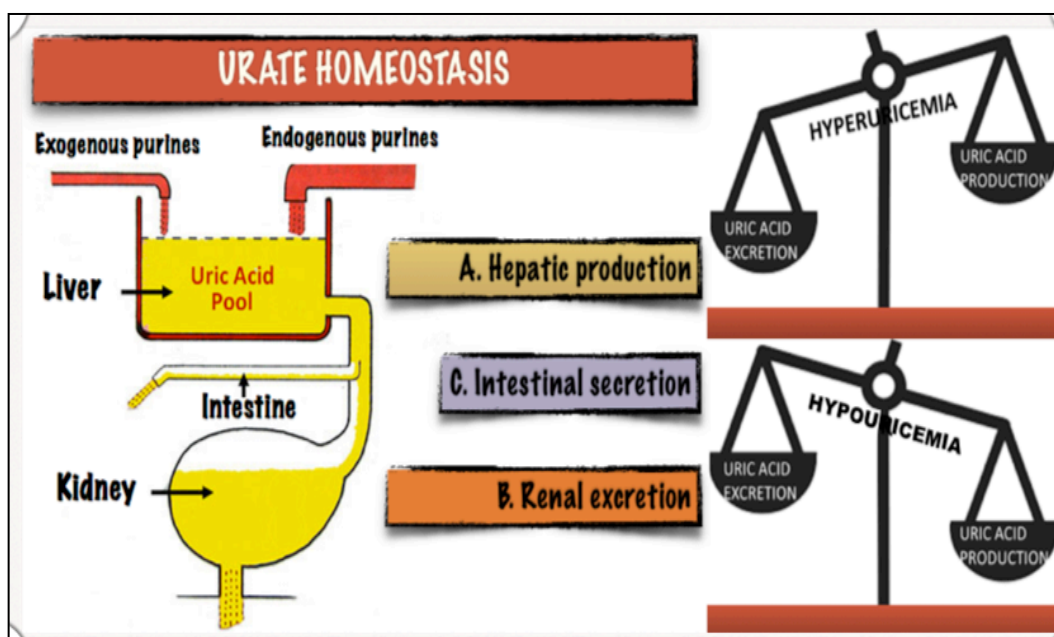 URATE HOMEOSTASIS
Exogenous purines
Endogenous purines
Liver
Uric Acid
Pool
Intestine
Kidney
A. Hepatic production
C. Intestinal secretion
B. Renal excretion
HYPERURICEMIA
URIC ACID
EXCRETION
URIC ACID
PRODUCTION
HYPOURICEMIA
URIC ACID
EXCRETION
URIC ACID
PRODUCTION